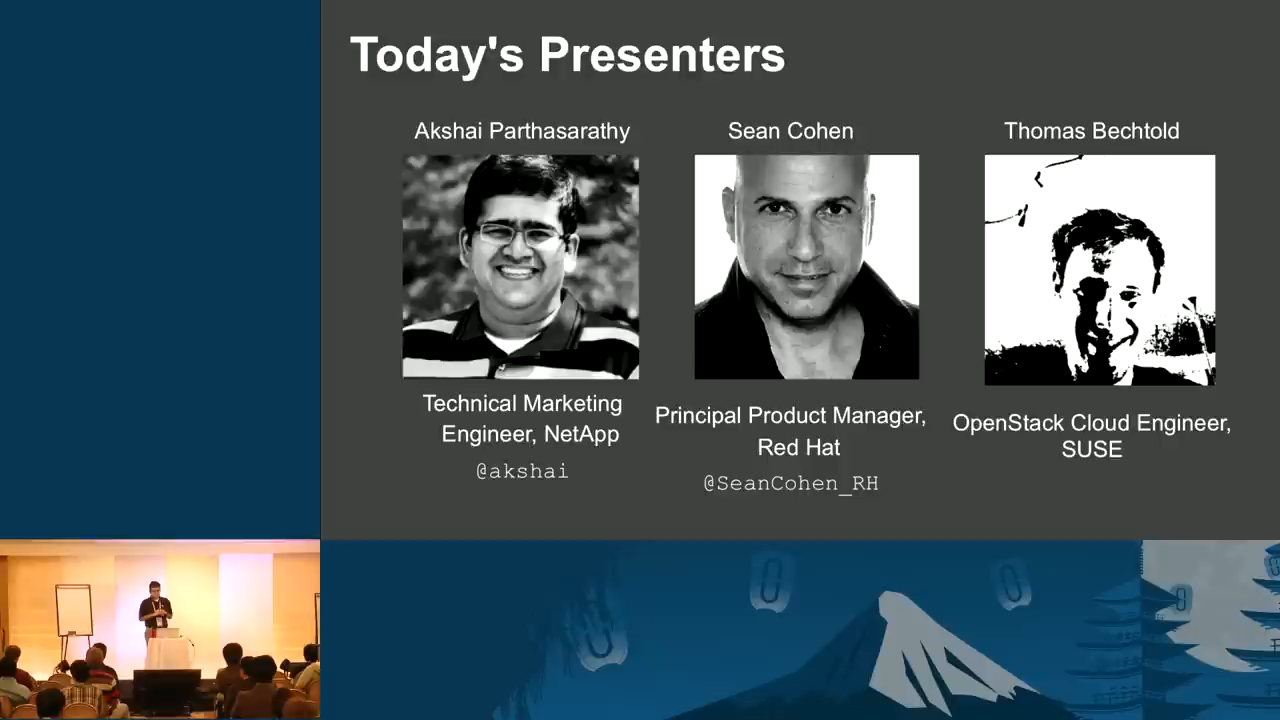 Today's Presenters
Akshai Parthasarathy
Sean Cohen
Thomas Bechtold
Technical Marketing
Engineer, NetApp
@akshai
Principal Product Manager,
Red Hat
@SeanCohen_RH
OpenStack Cloud Engineer,
SUSE